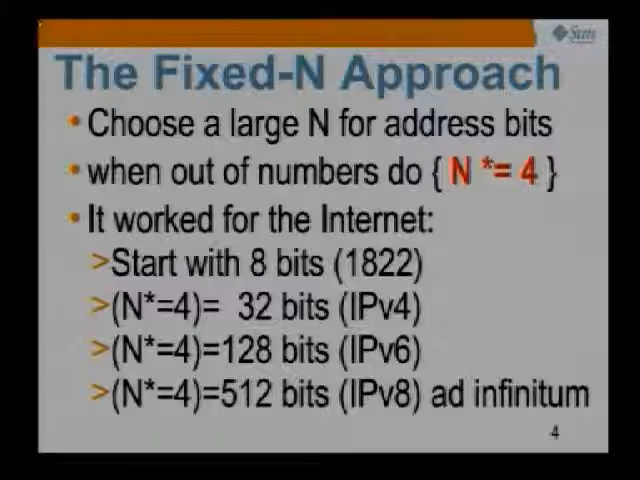 Sun
The Fixed-N Approach
• Choose a large N for address bits
• when out of numbers do { N *= 4 }
• It worked for the Internet:
>Start with 8 bits (1822)
>(N*=4)= 32 bits (IPv4)
>(N*=4)=128 bits (IPv6)
>(N*=4)=512 bits (IPv8) ad infinitum
4